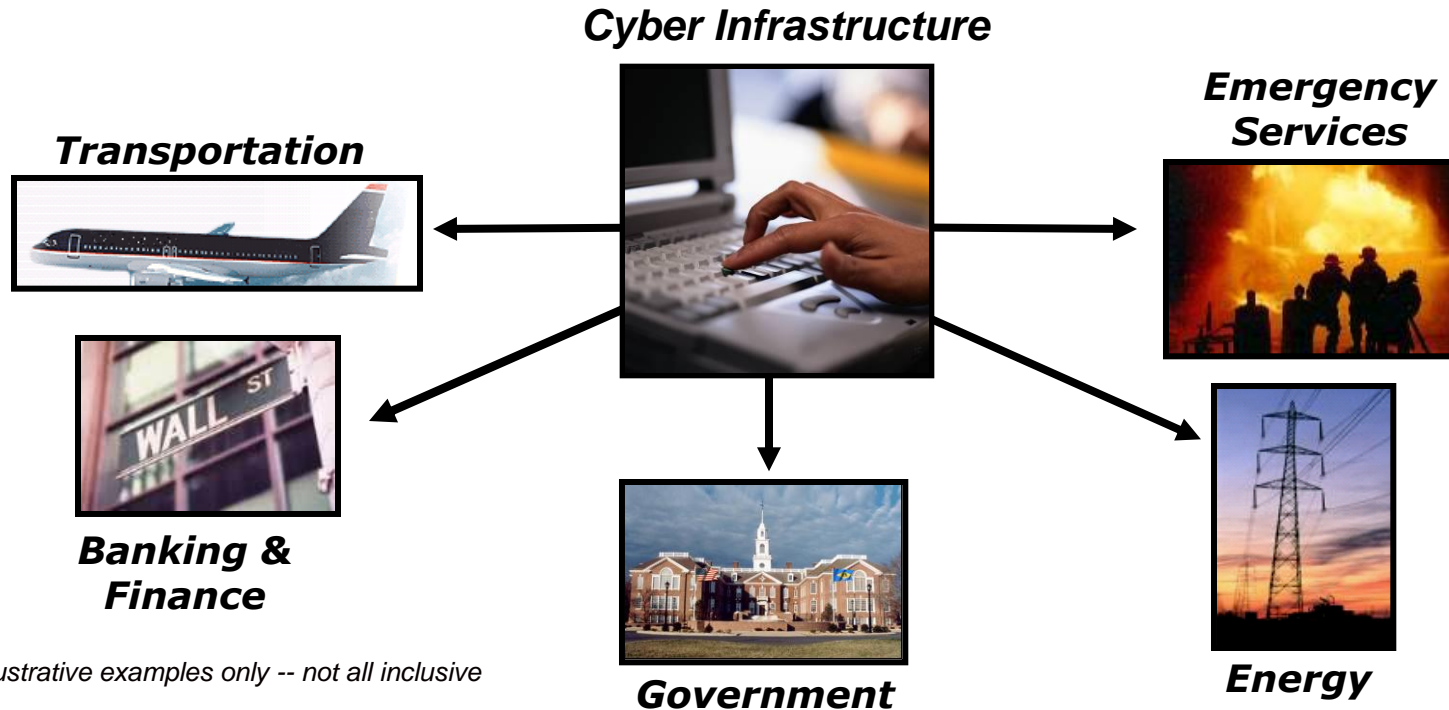 Cyber Infrastructure
Emergency
Services
Transportation
WALL ST
Banking &
Finance
Government
Energy
ustrative examples only -- not all inclusive